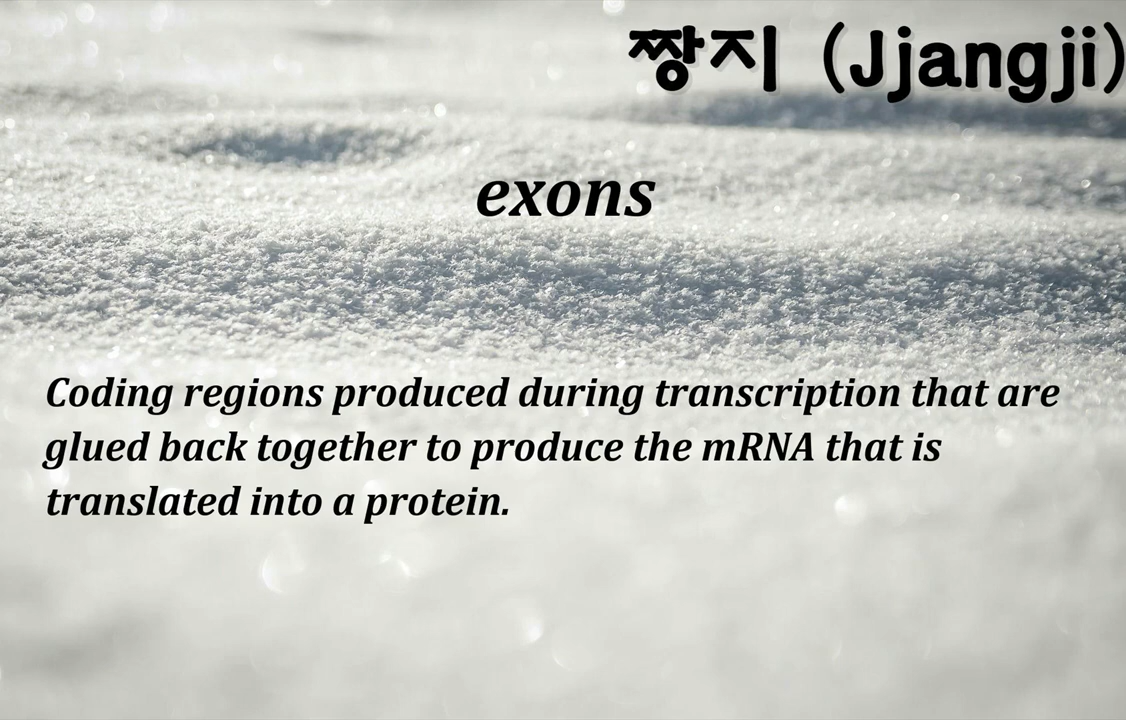 짱지 (Jjangji)
exons
Coding regions produced during transcription that are
glued back together to produce the mRNA that is
translated into a protein.